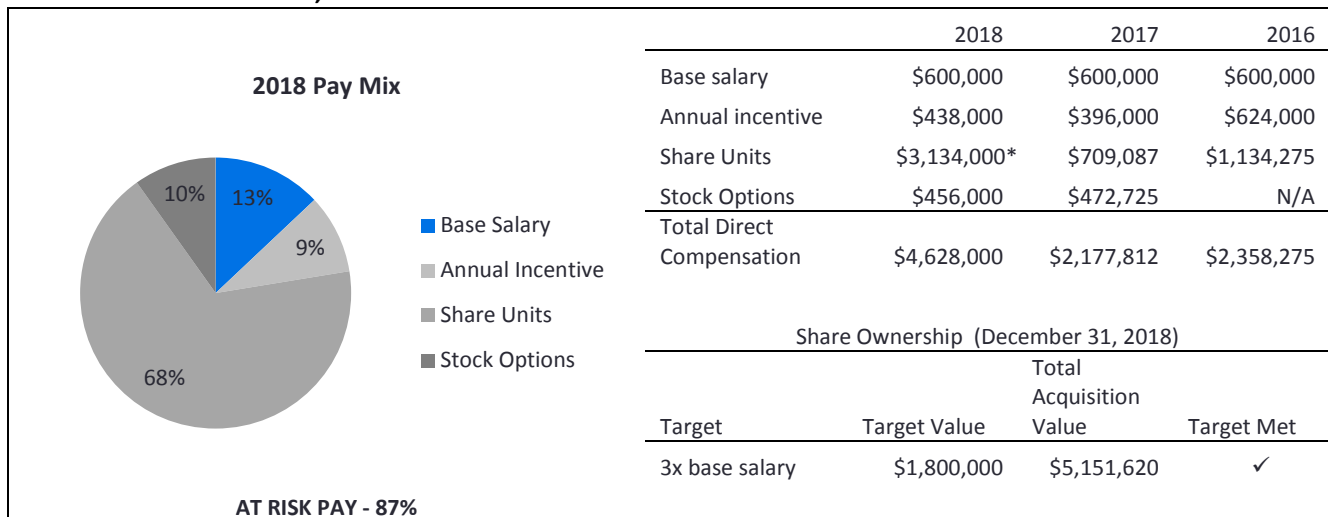 2018 Pay Mix
13%
9%
68%
10%
Base Salary
Annual Incentive
Share Units
Stock Options
AT RISK PAY - 87%
2018 2017 2016
Base salary $600,000 $600,000 $600,000
Annual incentive $438,000 $396,000 $624,000
Share Units $3,134,000* $709,087 $1,134,275
Stock Options $456,000 $472,725 N/A
Total Direct
Compensation $4,628,000 $2,177,812 $2,358,275
Share Ownership (December 31, 2018)
Total
Acquisition
Target Target Value Value Target Met
3x base salary $1,800,000 $5,151,620 ✓